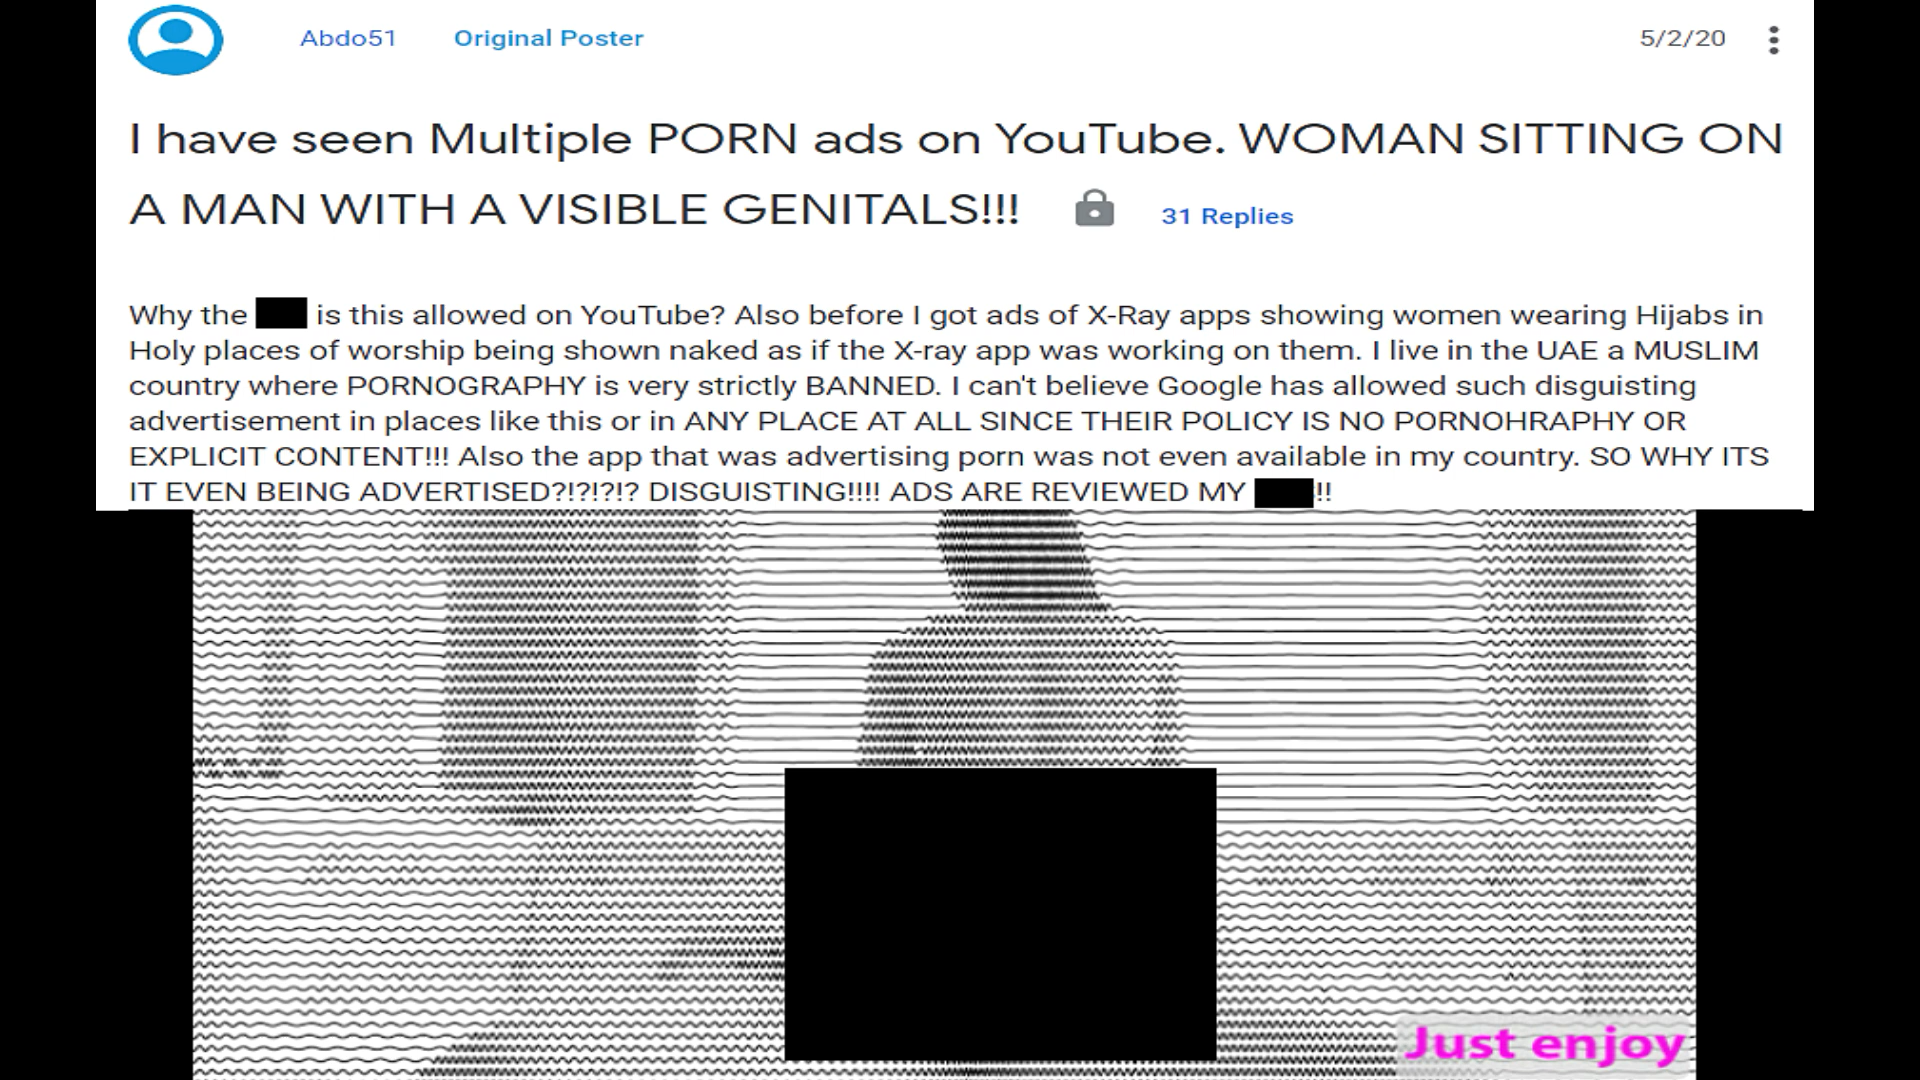 Abdo51 Original Poster 5/2/20
I have seen Multiple PORN ads on YouTube. WOMAN SITTING ON
A MAN WITH A VISIBLE GENITALS!!! 31 Replies
Why the is this allowed on YouTube? Also before I got ads of X-Ray apps showing women wearing Hijabs in
Holy places of worship being shown naked as if the X-ray app was working on them. I live in the UAE a MUSLIM
country where PORNOGRAPHY is very strictly BANNED. I can't believe Google has allowed such disguisting
advertisement in places like this or in ANY PLACE AT ALL SINCE THEIR POLICY IS NO PORNOHRAPHY OR
EXPLICIT CONTENT!!! Also the app that was advertising porn was not even available in my country. SO WHY ITS
IT EVEN BEING ADVERTISED?!?!?!? DISGUISTING!!!! ADS ARE REVIEWED MY !!
Just enjoy